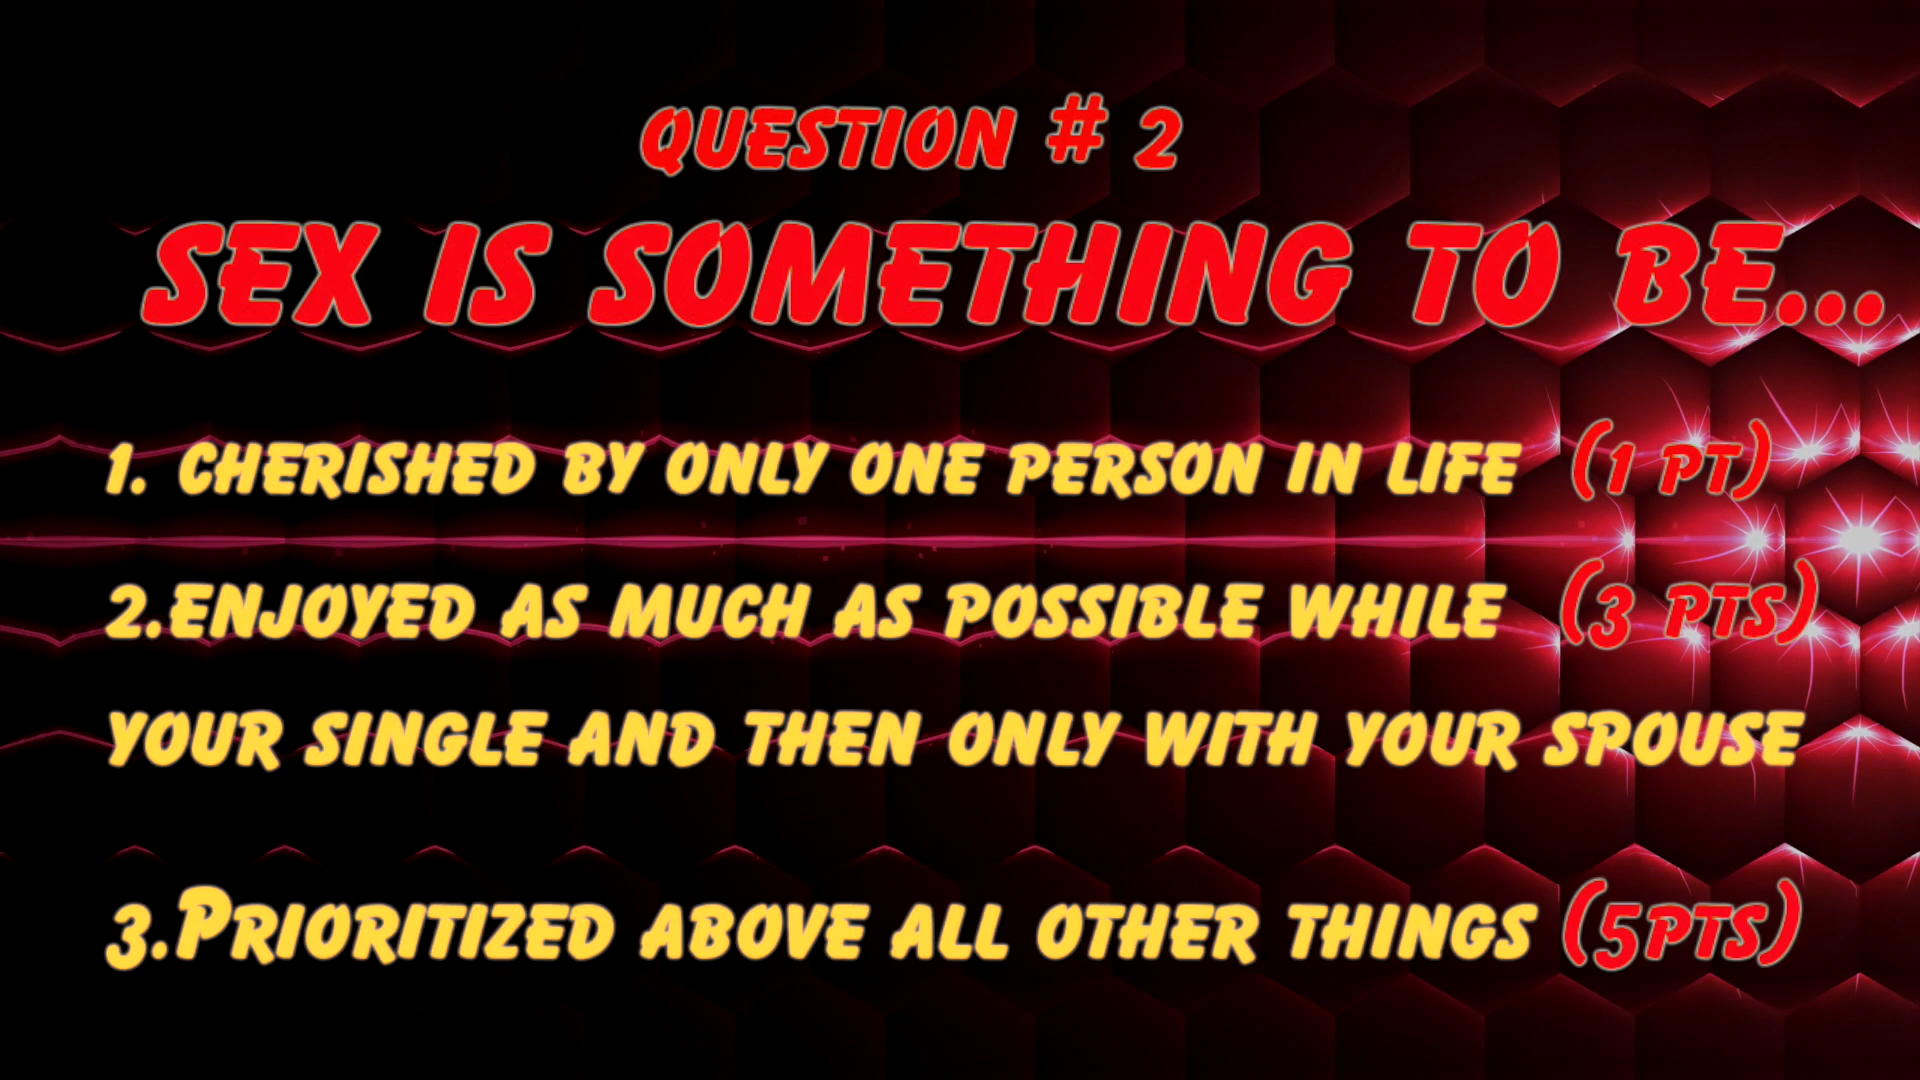 QUESTION # 2
SEX IS SOMETHING TO BE...
1. CHERISHED BY ONLY ONE PERSON IN LIFE (1 PT)
2.ENJOYED AS MUCH AS POSSIBLE WHILE (3 PTS)
YOUR SINGLE AND THEN ONLY WITH YOUR SPOUSE
3.PRIORITIZED ABOVE ALL OTHER THINGS (5PTS)